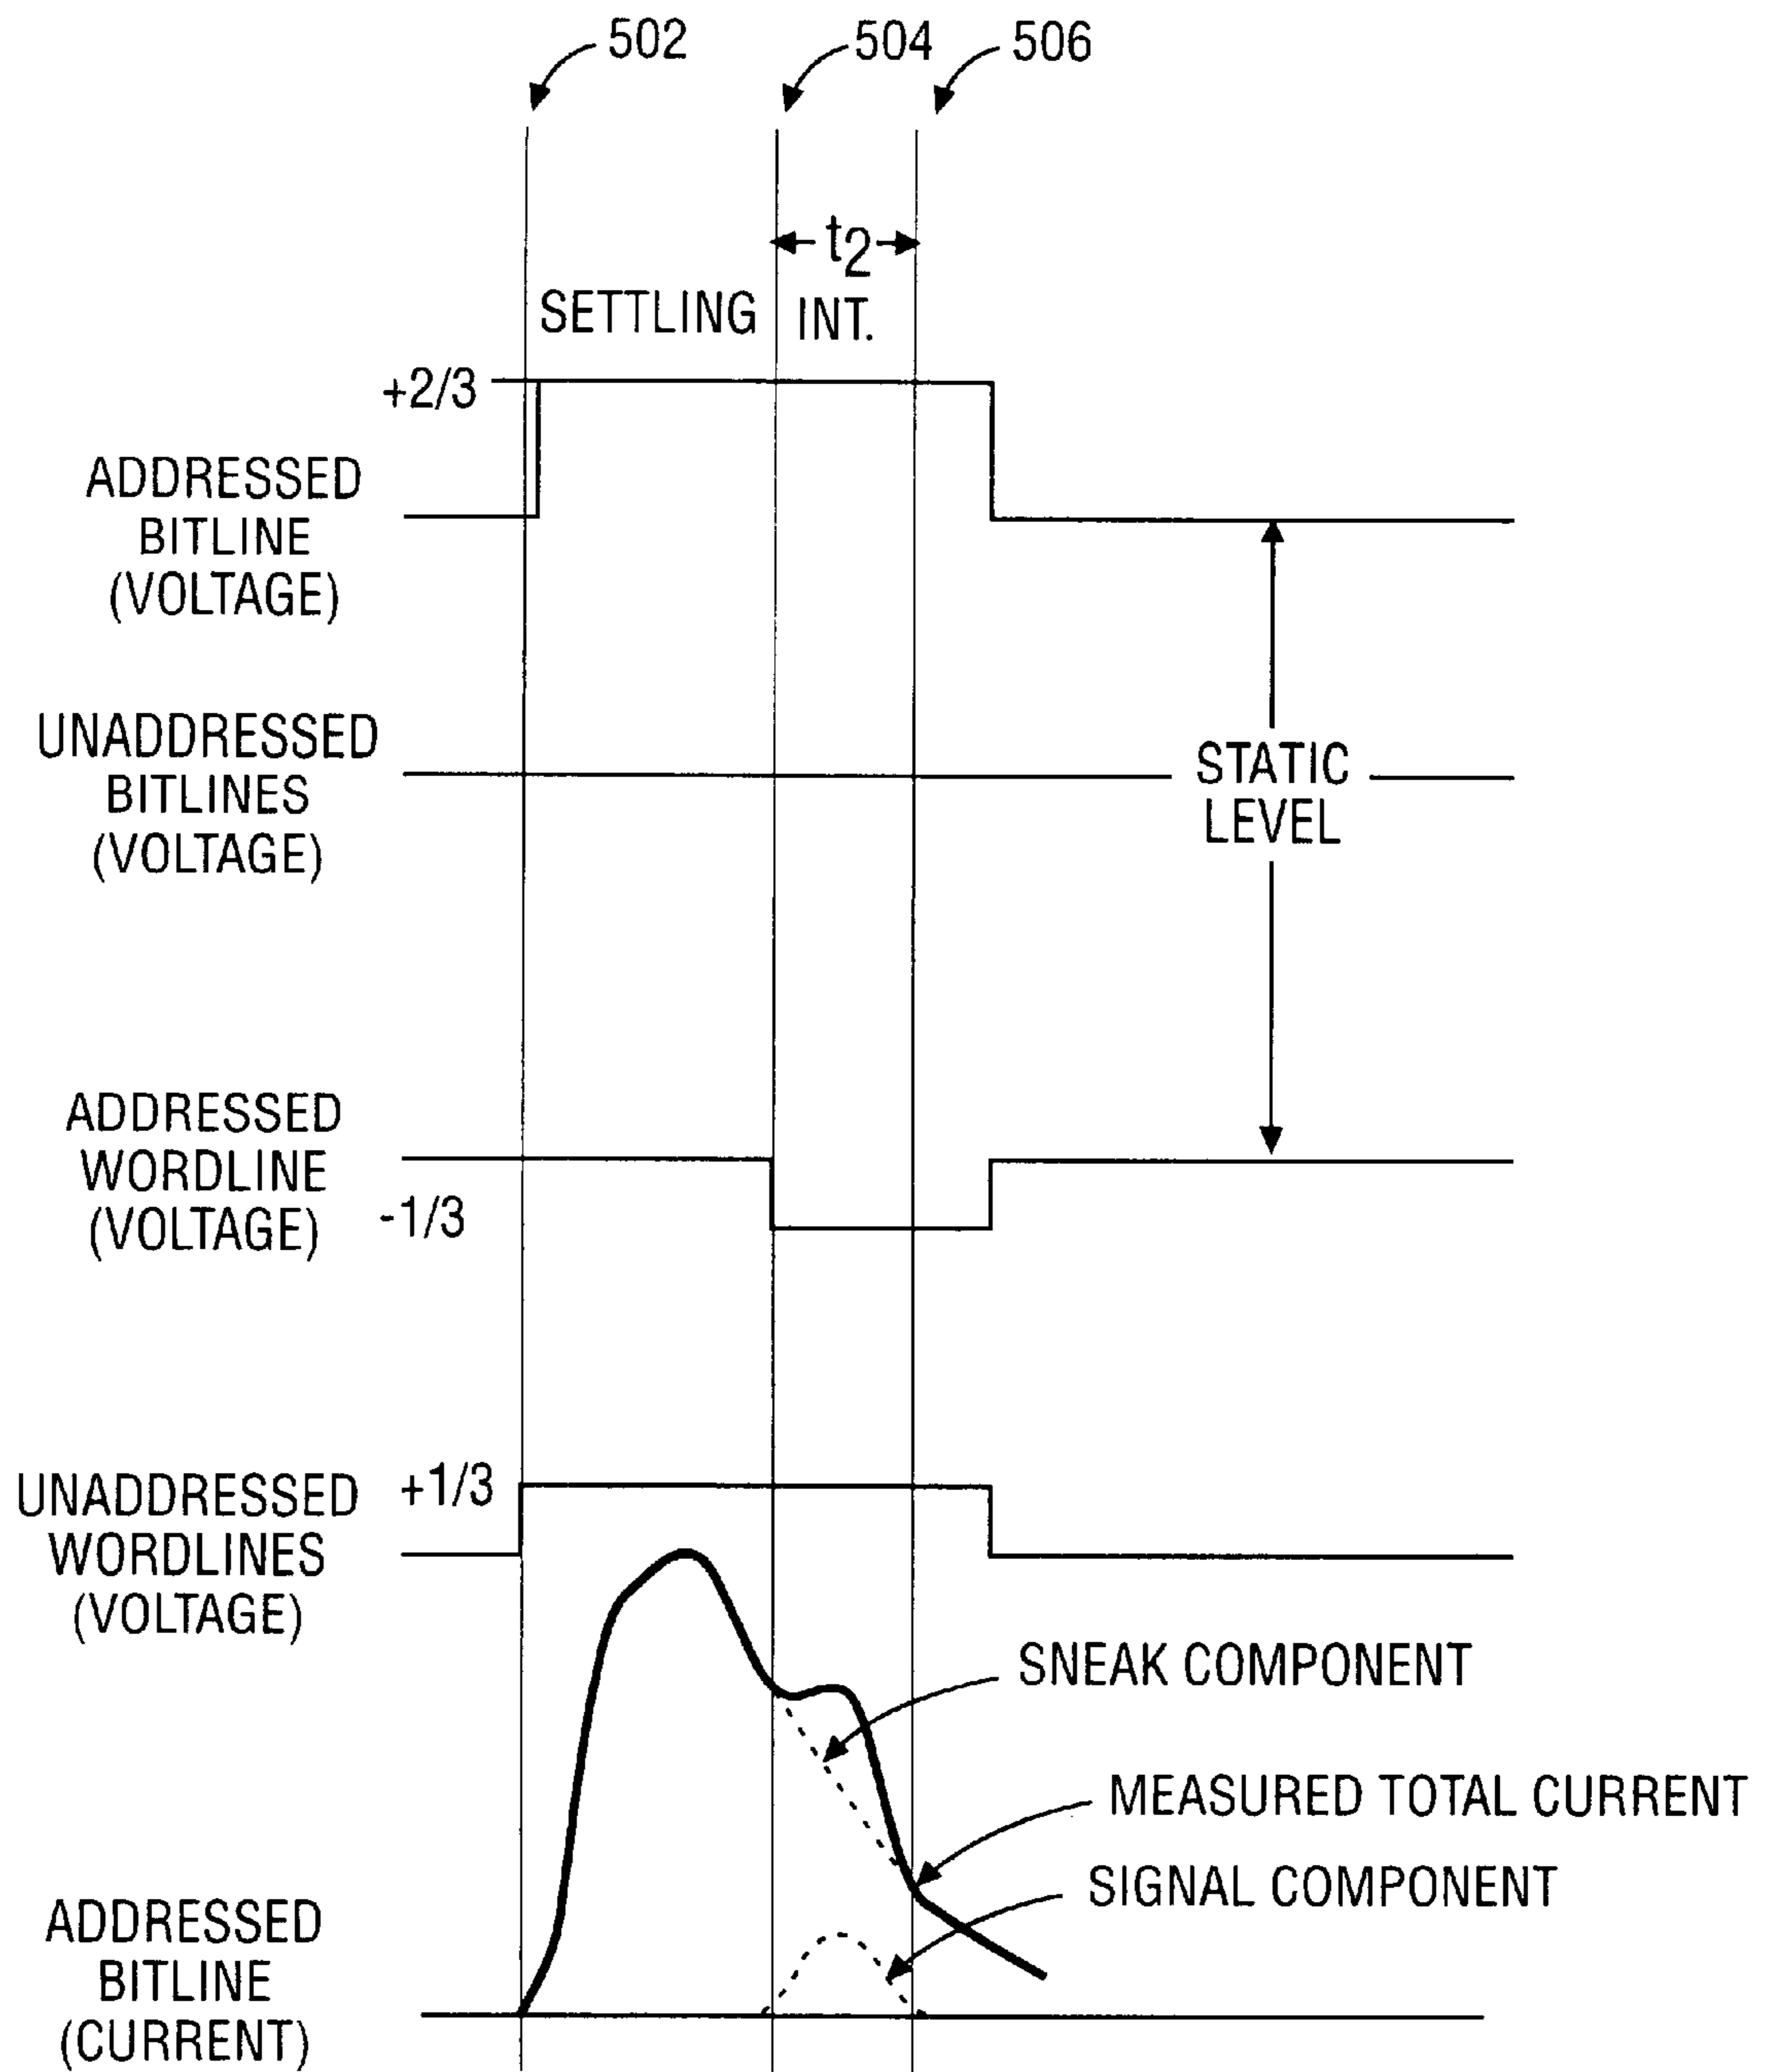 502
504
506
t2
SETTLING
INT.
+2/3
ADDRESSED
BITLINE
(VOLTAGE)
UNADDRESSED
BITLINES
(VOLTAGE)
STATIC
LEVEL
ADDRESSED
WORDLINE
(VOLTAGE)
-1/3
UNADDRESSED
WORDLINES
(VOLTAGE)
+1/3
SNEAK COMPONENT
MEASURED TOTAL CURRENT
SIGNAL COMPONENT
ADDRESSED
BITLINE
(CURRENT)